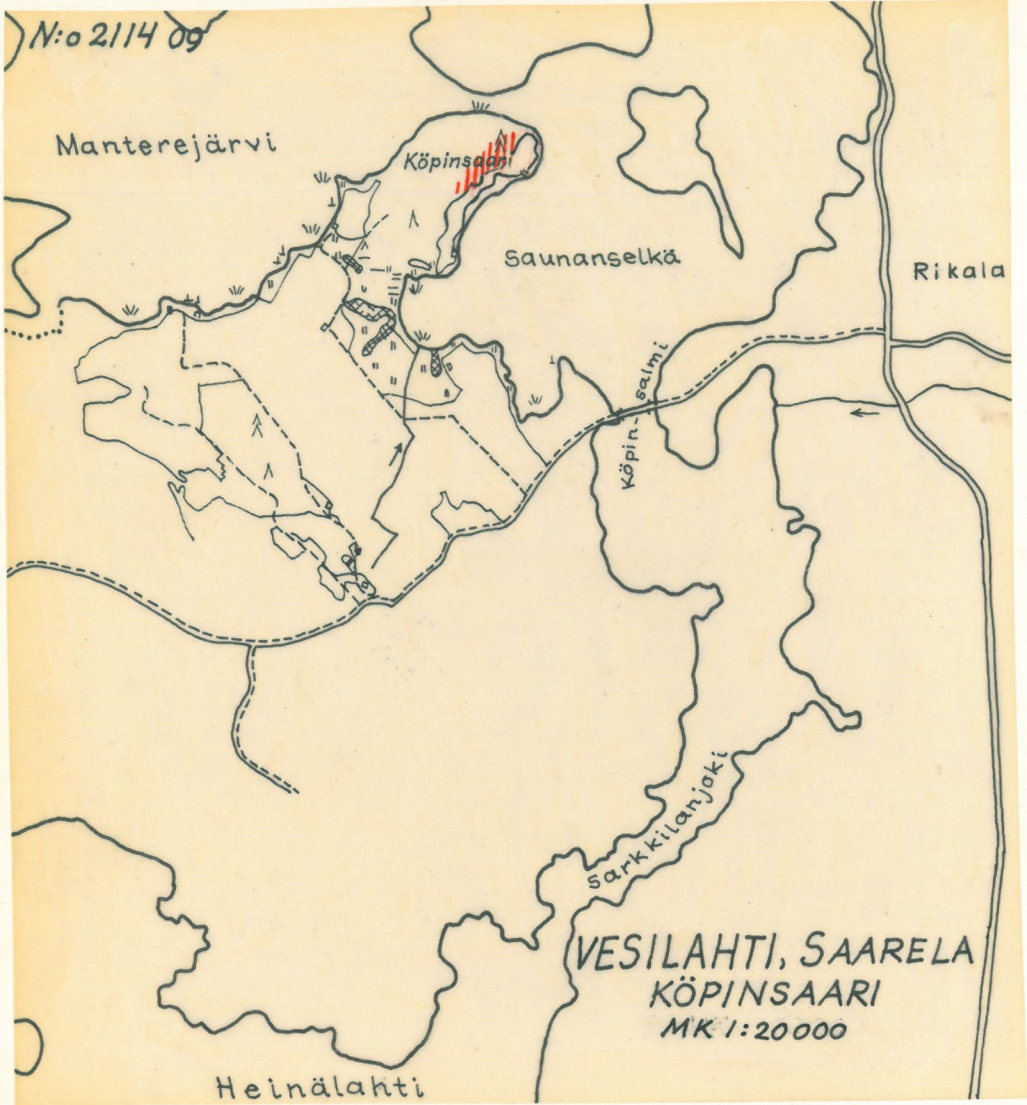 N:o 2114 09
Manterejärvi
Köpinsaari
Saunanselkä
Rikala
Köpin-salmi
Sarkkilanjoki
VESILAHTI, SAARELA
KÖPINSAARI
MK 1:20000
Heinälahti